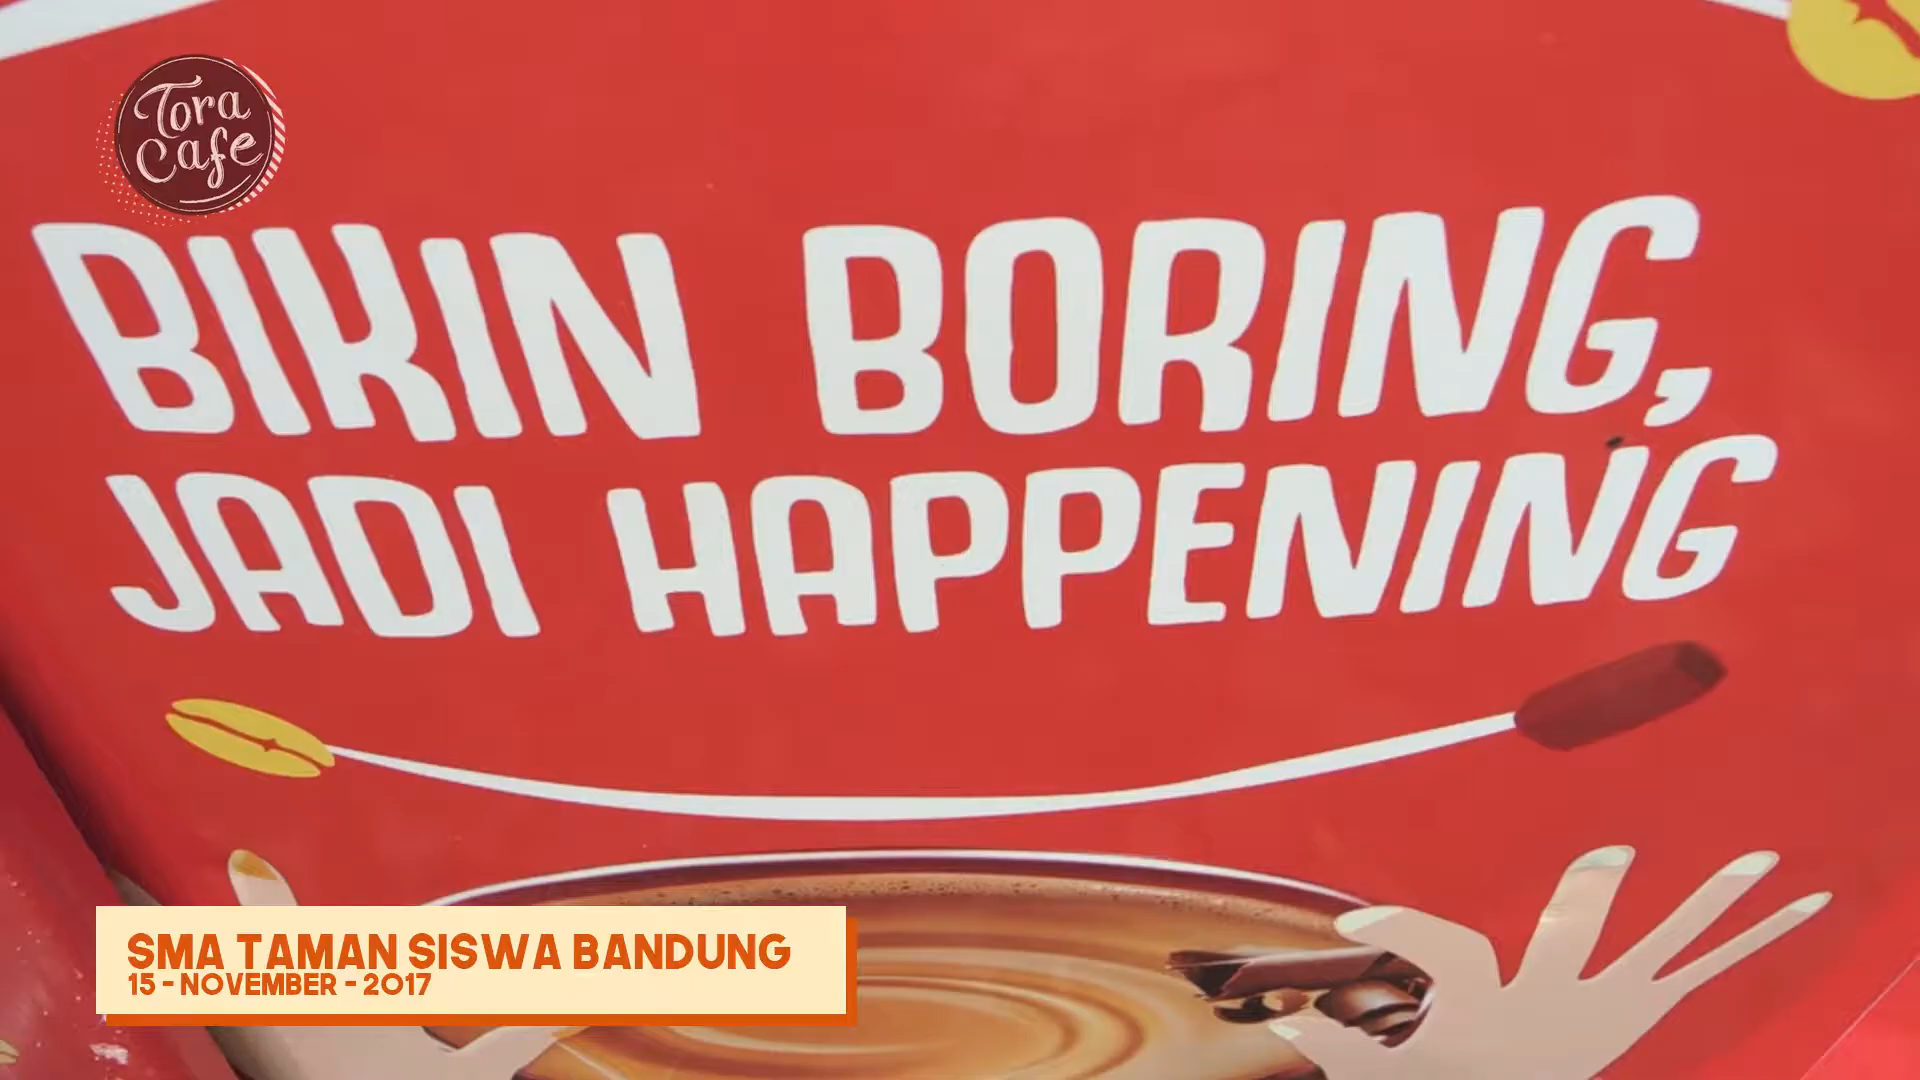 Tora
Cafe
BIKIN BORING,
JADI HAPPENING
SMA TAMAN SISWA BANDUNG
15 - NOVEMBER - 2017